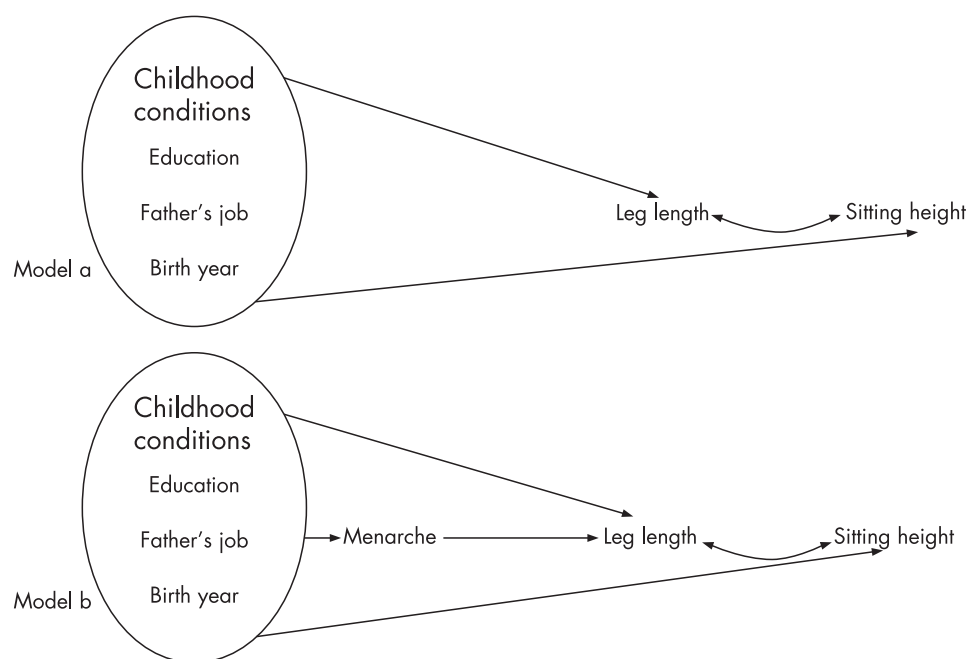 Childhood
conditions
Education
Father's job
Leg length
Sitting height
Model a
Birth year
Childhood
conditions
Education
Father's job
Menarche
Leg length
Sitting height
Model b
Birth year